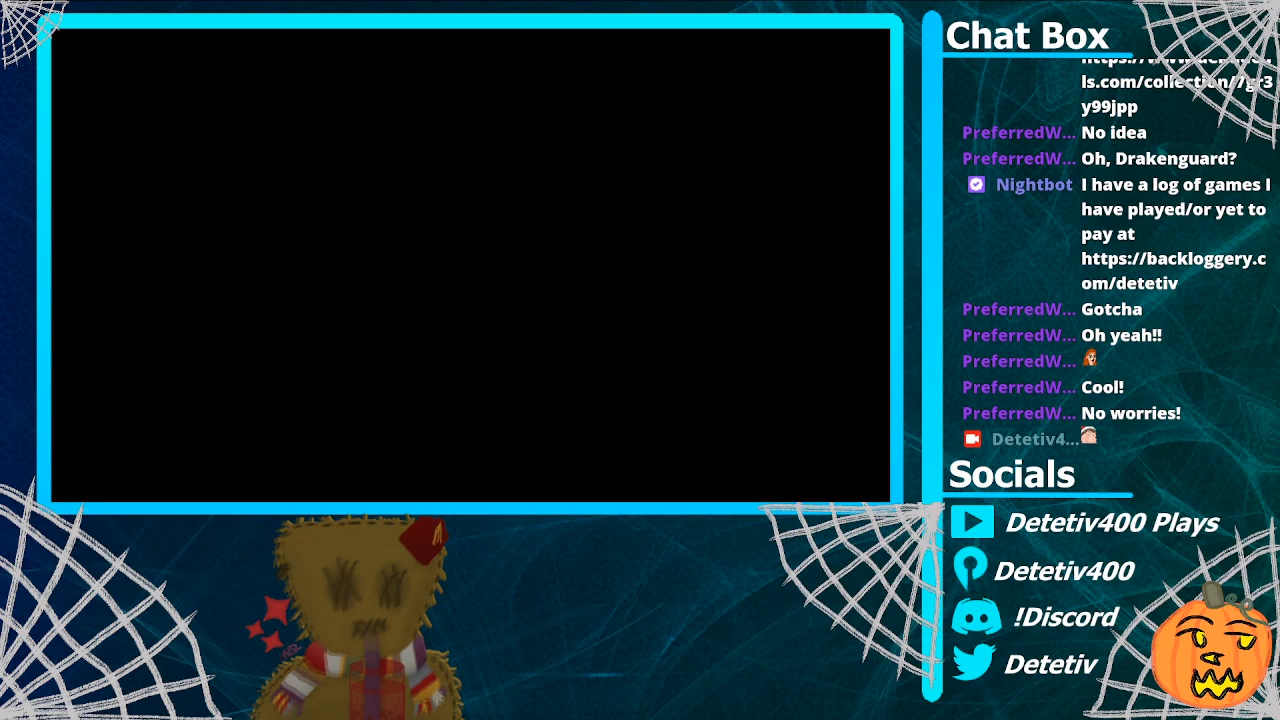 Chat Box
ls.com/collection/7gr3
y99jpp
PreferredW... No idea
PreferredW... Oh, Drakenguard?
Nightbot I have a log of games I
have played/or yet to
pay at
https://backloggery.c
om/detetiv
PreferredW... Gotcha
PreferredW... Oh yeah!!
PreferredW...
PreferredW... Cool!
PreferredW... No worries!
Detetiv4...
Socials
Detetiv400 Plays
Detetiv400
!Discord
Detetiv